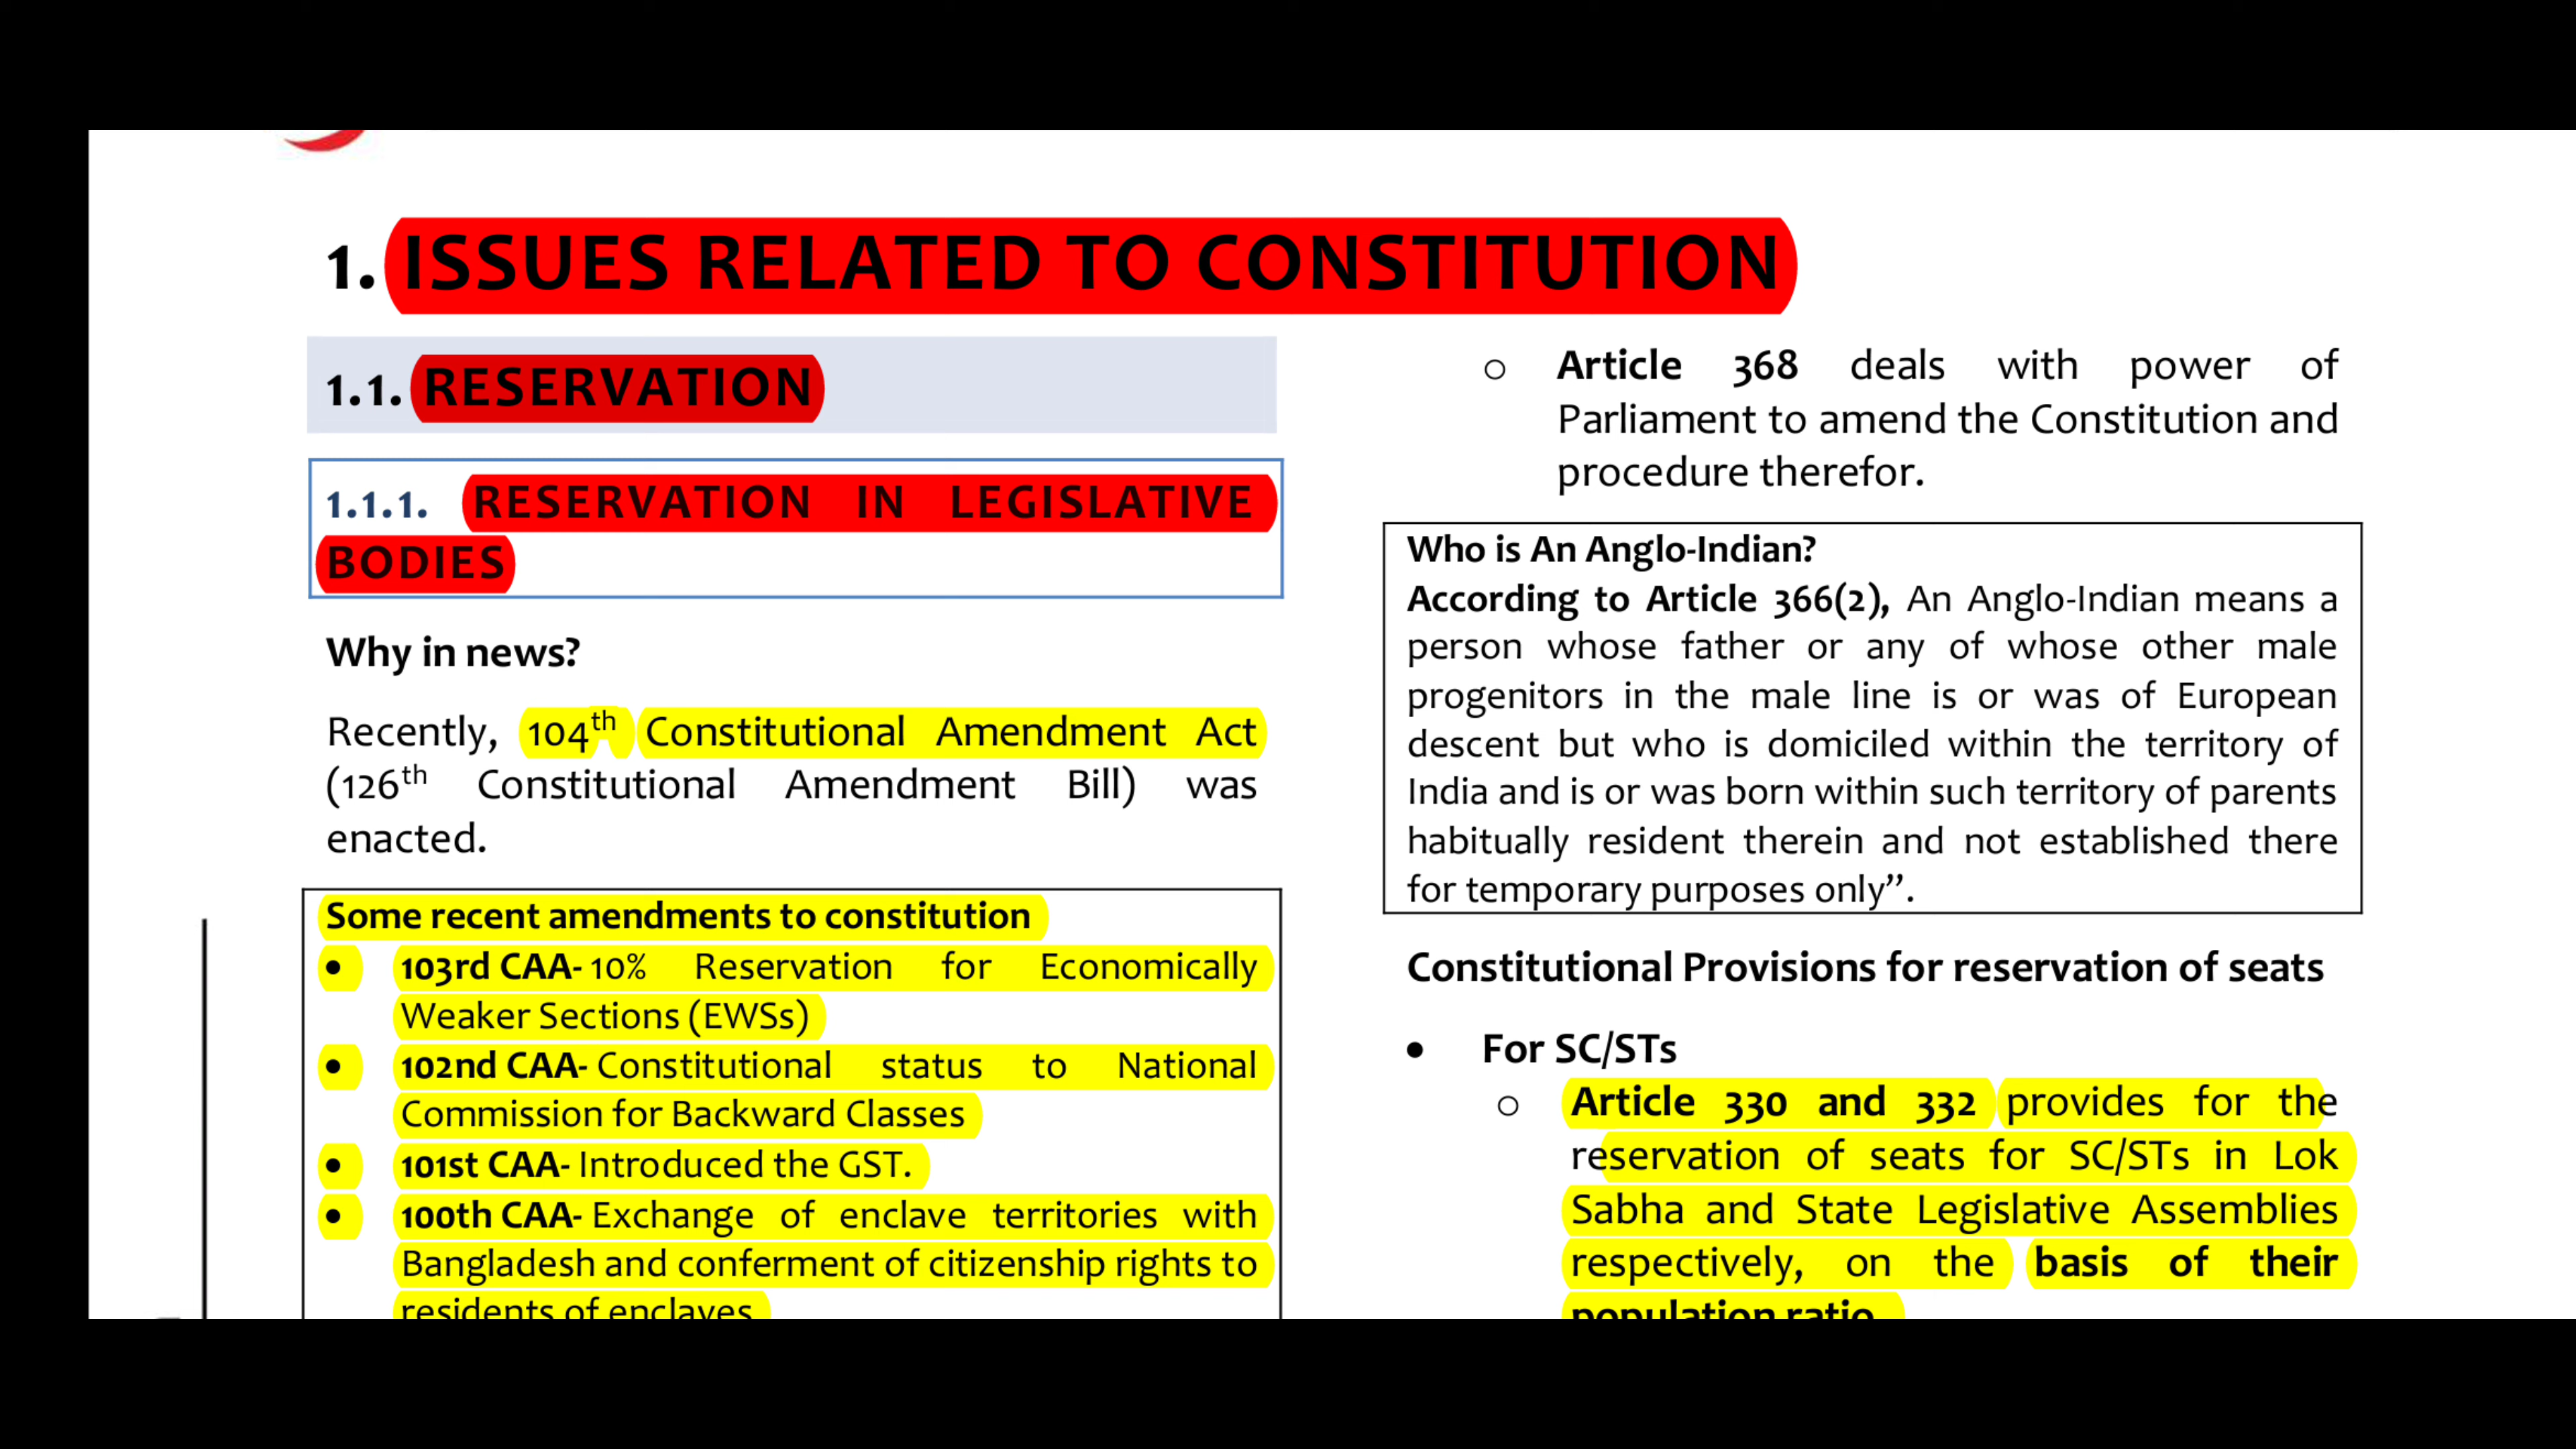 1. ISSUES RELATED TO CONSTITUTION
1.1. RESERVATION
1.1.1. RESERVATION IN LEGISLATIVE
BODIES
Why in news?
Recently, 104th Constitutional Amendment Act
(126th Constitutional Amendment Bill) was
enacted.
Some recent amendments to constitution
• 103rd CAA- 10% Reservation for Economically
Weaker Sections (EWSs)
• 102nd CAA- Constitutional status to National
Commission for Backward Classes
• 101st CAA- Introduced the GST.
• 100th CAA- Exchange of enclave territories with
Bangladesh and conferment of citizenship rights to
residents of enclaves
o Article 368 deals with power of
Parliament to amend the Constitution and
procedure therefor.
Who is An Anglo-Indian?
According to Article 366(2), An Anglo-Indian means a
person whose father or any of whose other male
progenitors in the male line is or was of European
descent but who is domiciled within the territory of
India and is or was born within such territory of parents
habitually resident therein and not established there
for temporary purposes only”.
Constitutional Provisions for reservation of seats
• For SC/STs
o Article 330 and 332 provides for the
reservation of seats for SC/STs in Lok
Sabha and State Legislative Assemblies
respectively, on the basis of their
population ratio